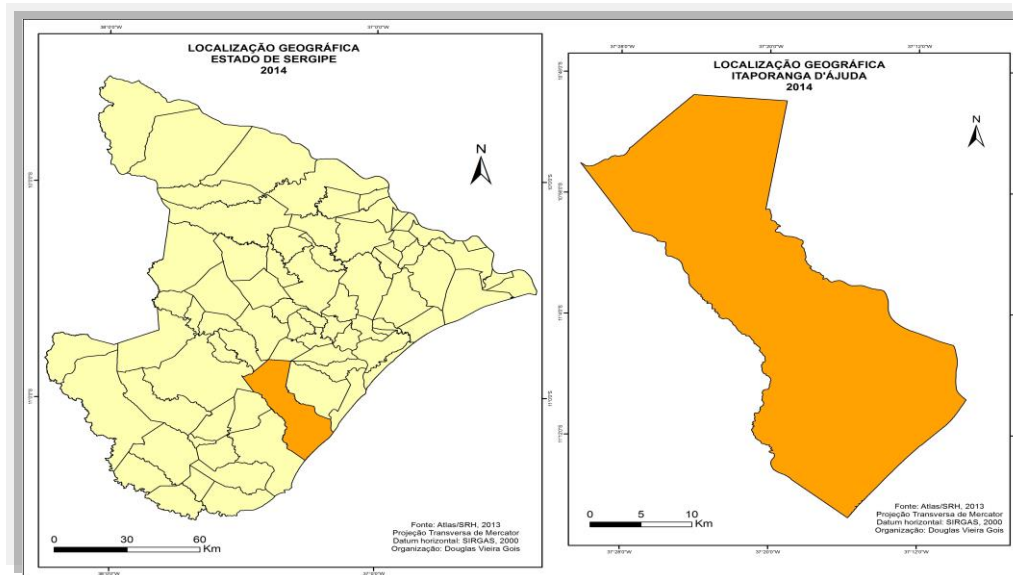 LOCALIZAÇÃO GEOGRÁFICA
ESTADO DE SERGIPE
2014
N
Fonte: Atlas/SRH, 2013
Projeção Transversa de Mercator
Datum horizontal: SIRGAS, 2000
Organização: Douglas Vieira Gois
0 30 60
Km
LOCALIZAÇÃO GEOGRÁFICA
ITAPORANGA D'ÁJUDA
2014
N
Fonte: Atlas/SRH, 2013
Projeção Transversa de Mercator
Datum horizontal: SIRGAS, 2000
Organização: Douglas Vieira Gois
0 5 10
Km